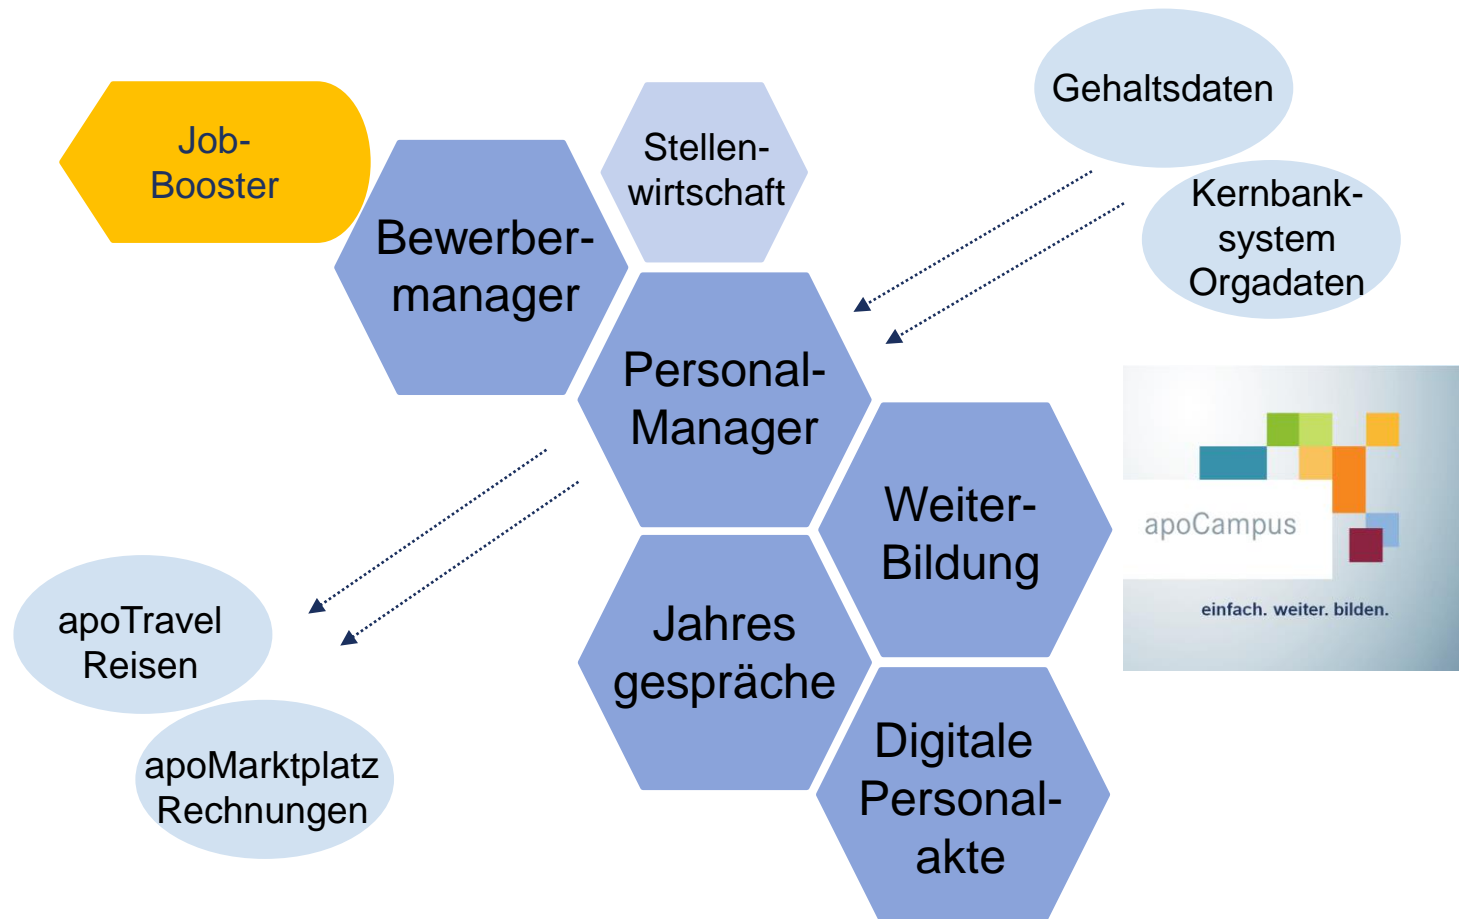 Job-
Booster
Bewerber-
manager
Stellen-
wirtschaft
Gehaltsdaten
Kernbank-
system
Orgadaten
Personal-
Manager
Weiter-
Bildung
apoCampus
einfach. weiter. bilden.
Jahres
gespräche
Digitale
Personal-
akte
apoTravel
Reisen
apoMarktplatz
Rechnungen